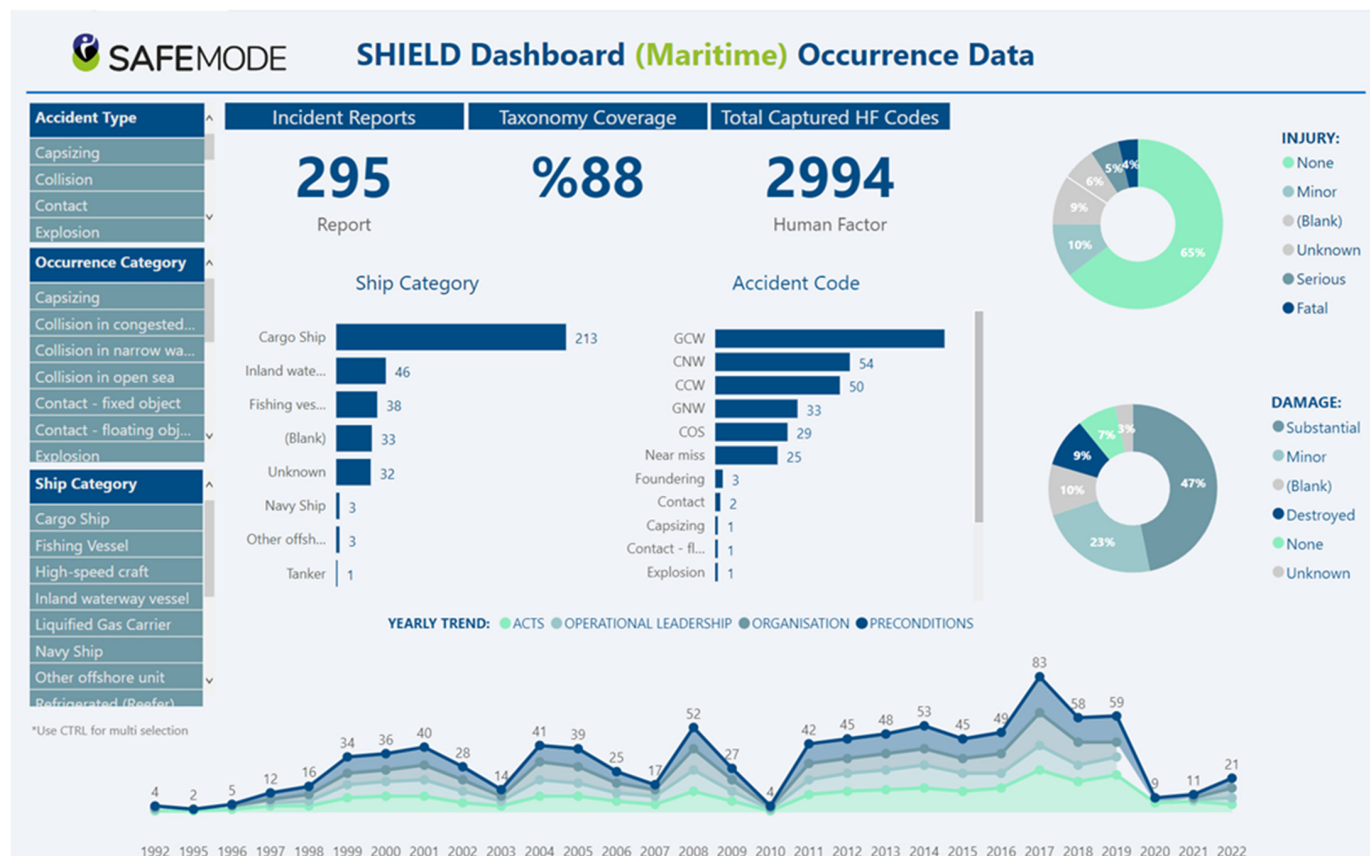 SAFEMODE
SHIELD Dashboard (Maritime) Occurrence Data
Accident Type
Capsizing
Collision
Contact
Explosion
Occurrence Category
Capsizing
Collision in congested...
Collision in narrow wa...
Collision in open sea
Contact - fixed object
Contact - floating obj...
Explosion
Ship Category
Cargo Ship
Fishing Vessel
High-speed craft
Inland waterway vessel
Liquified Gas Carrier
Navy Ship
Other offshore unit
Refrigerated (Reefer)
*Use CTRL for multi selection
Incident Reports
295
Report
Taxonomy Coverage
%88
Total Captured HF Codes
2994
Human Factor
Ship Category
Cargo Ship 213
Inland wate... 46
Fishing ves... 38
(Blank) 33
Unknown 32
Navy Ship 3
Other offsh... 3
Tanker 1
Accident Code
GCW
CNW 54
CCW 50
GNW 33
COS 29
Near miss 25
Foundering 3
Contact 2
Capsizing 1
Contact - fl... 1
Explosion 1
INJURY:
None
Minor
(Blank)
Unknown
Serious
Fatal
65%
10%
9%
6%
5%
4%
DAMAGE:
Substantial
Minor
(Blank)
Destroyed
None
Unknown
47%
23%
10%
9%
7%
3%
YEARLY TREND: ACTS OPERATIONAL LEADERSHIP ORGANISATION PRECONDITIONS
4 2 5 12 16 34 36 40 28 14 41 39 25 17 52 27 4 42 45 48 53 45 49 83 58 59 9 11 21
1992 1995 1996 1997 1998 1999 2000 2001 2002 2003 2004 2005 2006 2007 2008 2009 2010 2011 2012 2013 2014 2015 2016 2017 2018 2019 2020 2021 2022